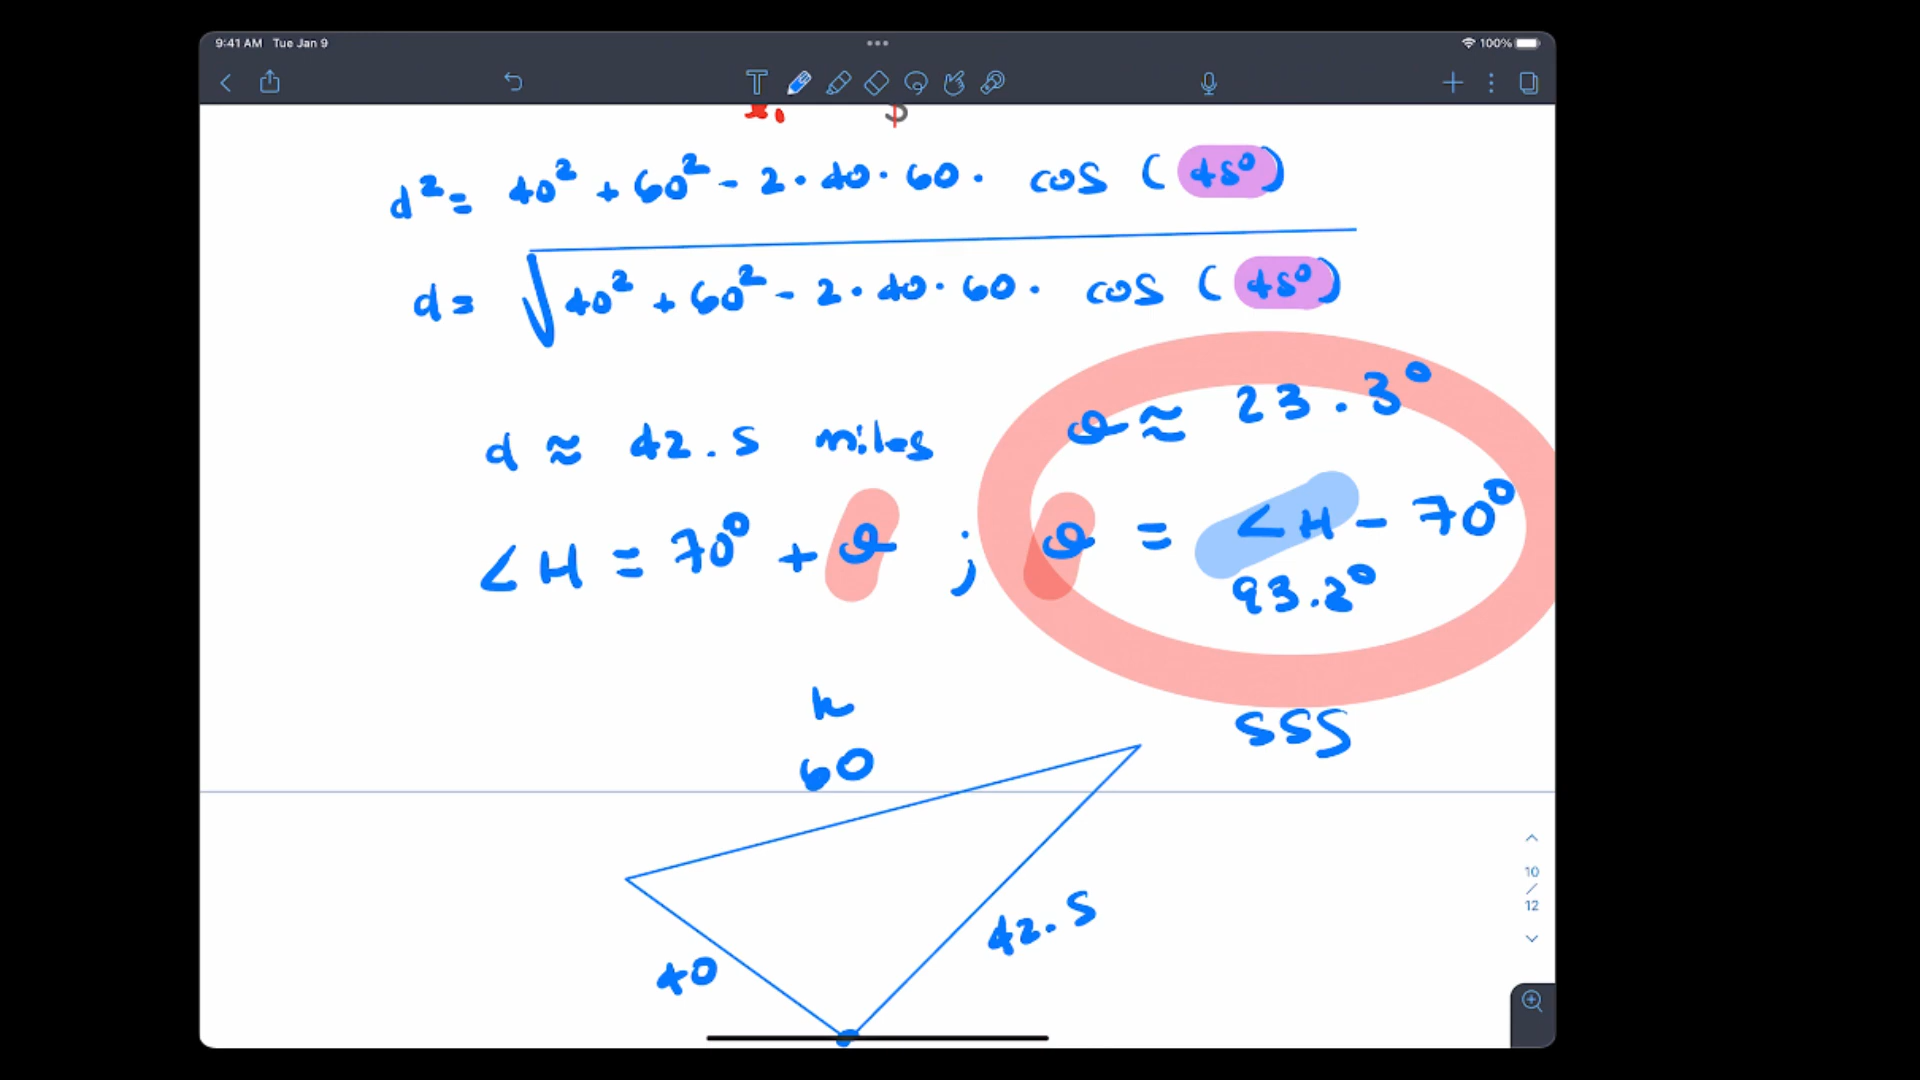 9:41 AM Tue Jan 9
100%
d² = 40² + 60² - 2 · 40 · 60 · cos (45°)
d = √40² + 60² - 2 · 40 · 60 · cos (45°)
θ ≈ 23.3°
d ≈ 42.5 miles
∠H = 70° + θ ; θ = ∠H - 70°
93.3°
h
SSS
60
10
/
12
42.5
40